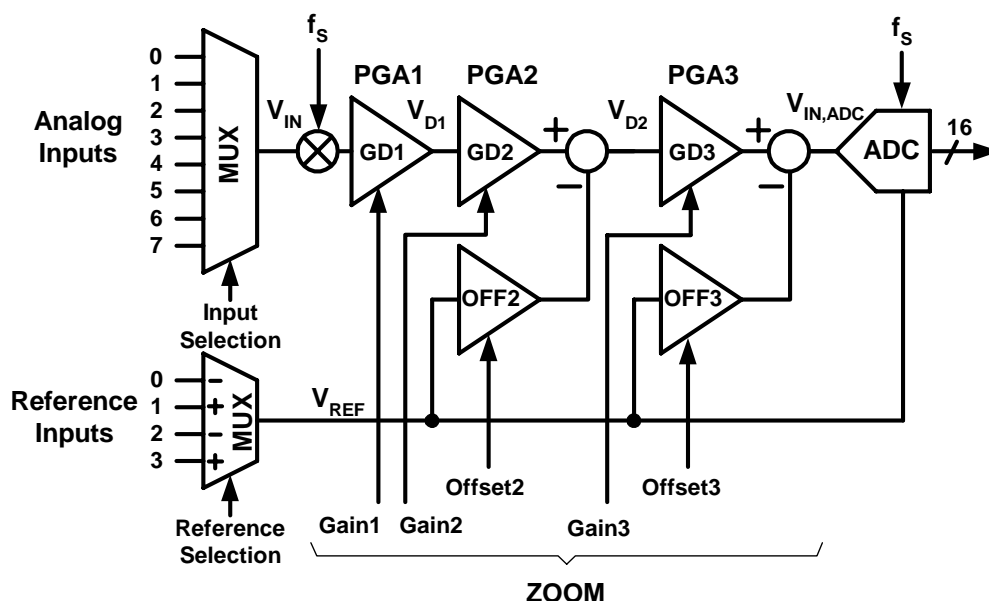 f_S
f_S
PGA1
PGA2
PGA3
0
1
2
3
4
5
6
7
Analog
Inputs
MUX
V_IN
GD1
V_D1
GD2
+
−
V_D2
GD3
+
−
V_IN,ADC
ADC
16
OFF2
OFF3
Input
Selection
Reference
Inputs
0
1
2
3
−
+
−
+
MUX
V_REF
Reference
Selection
Gain1
Gain2
Offset2
Gain3
Offset3
ZOOM